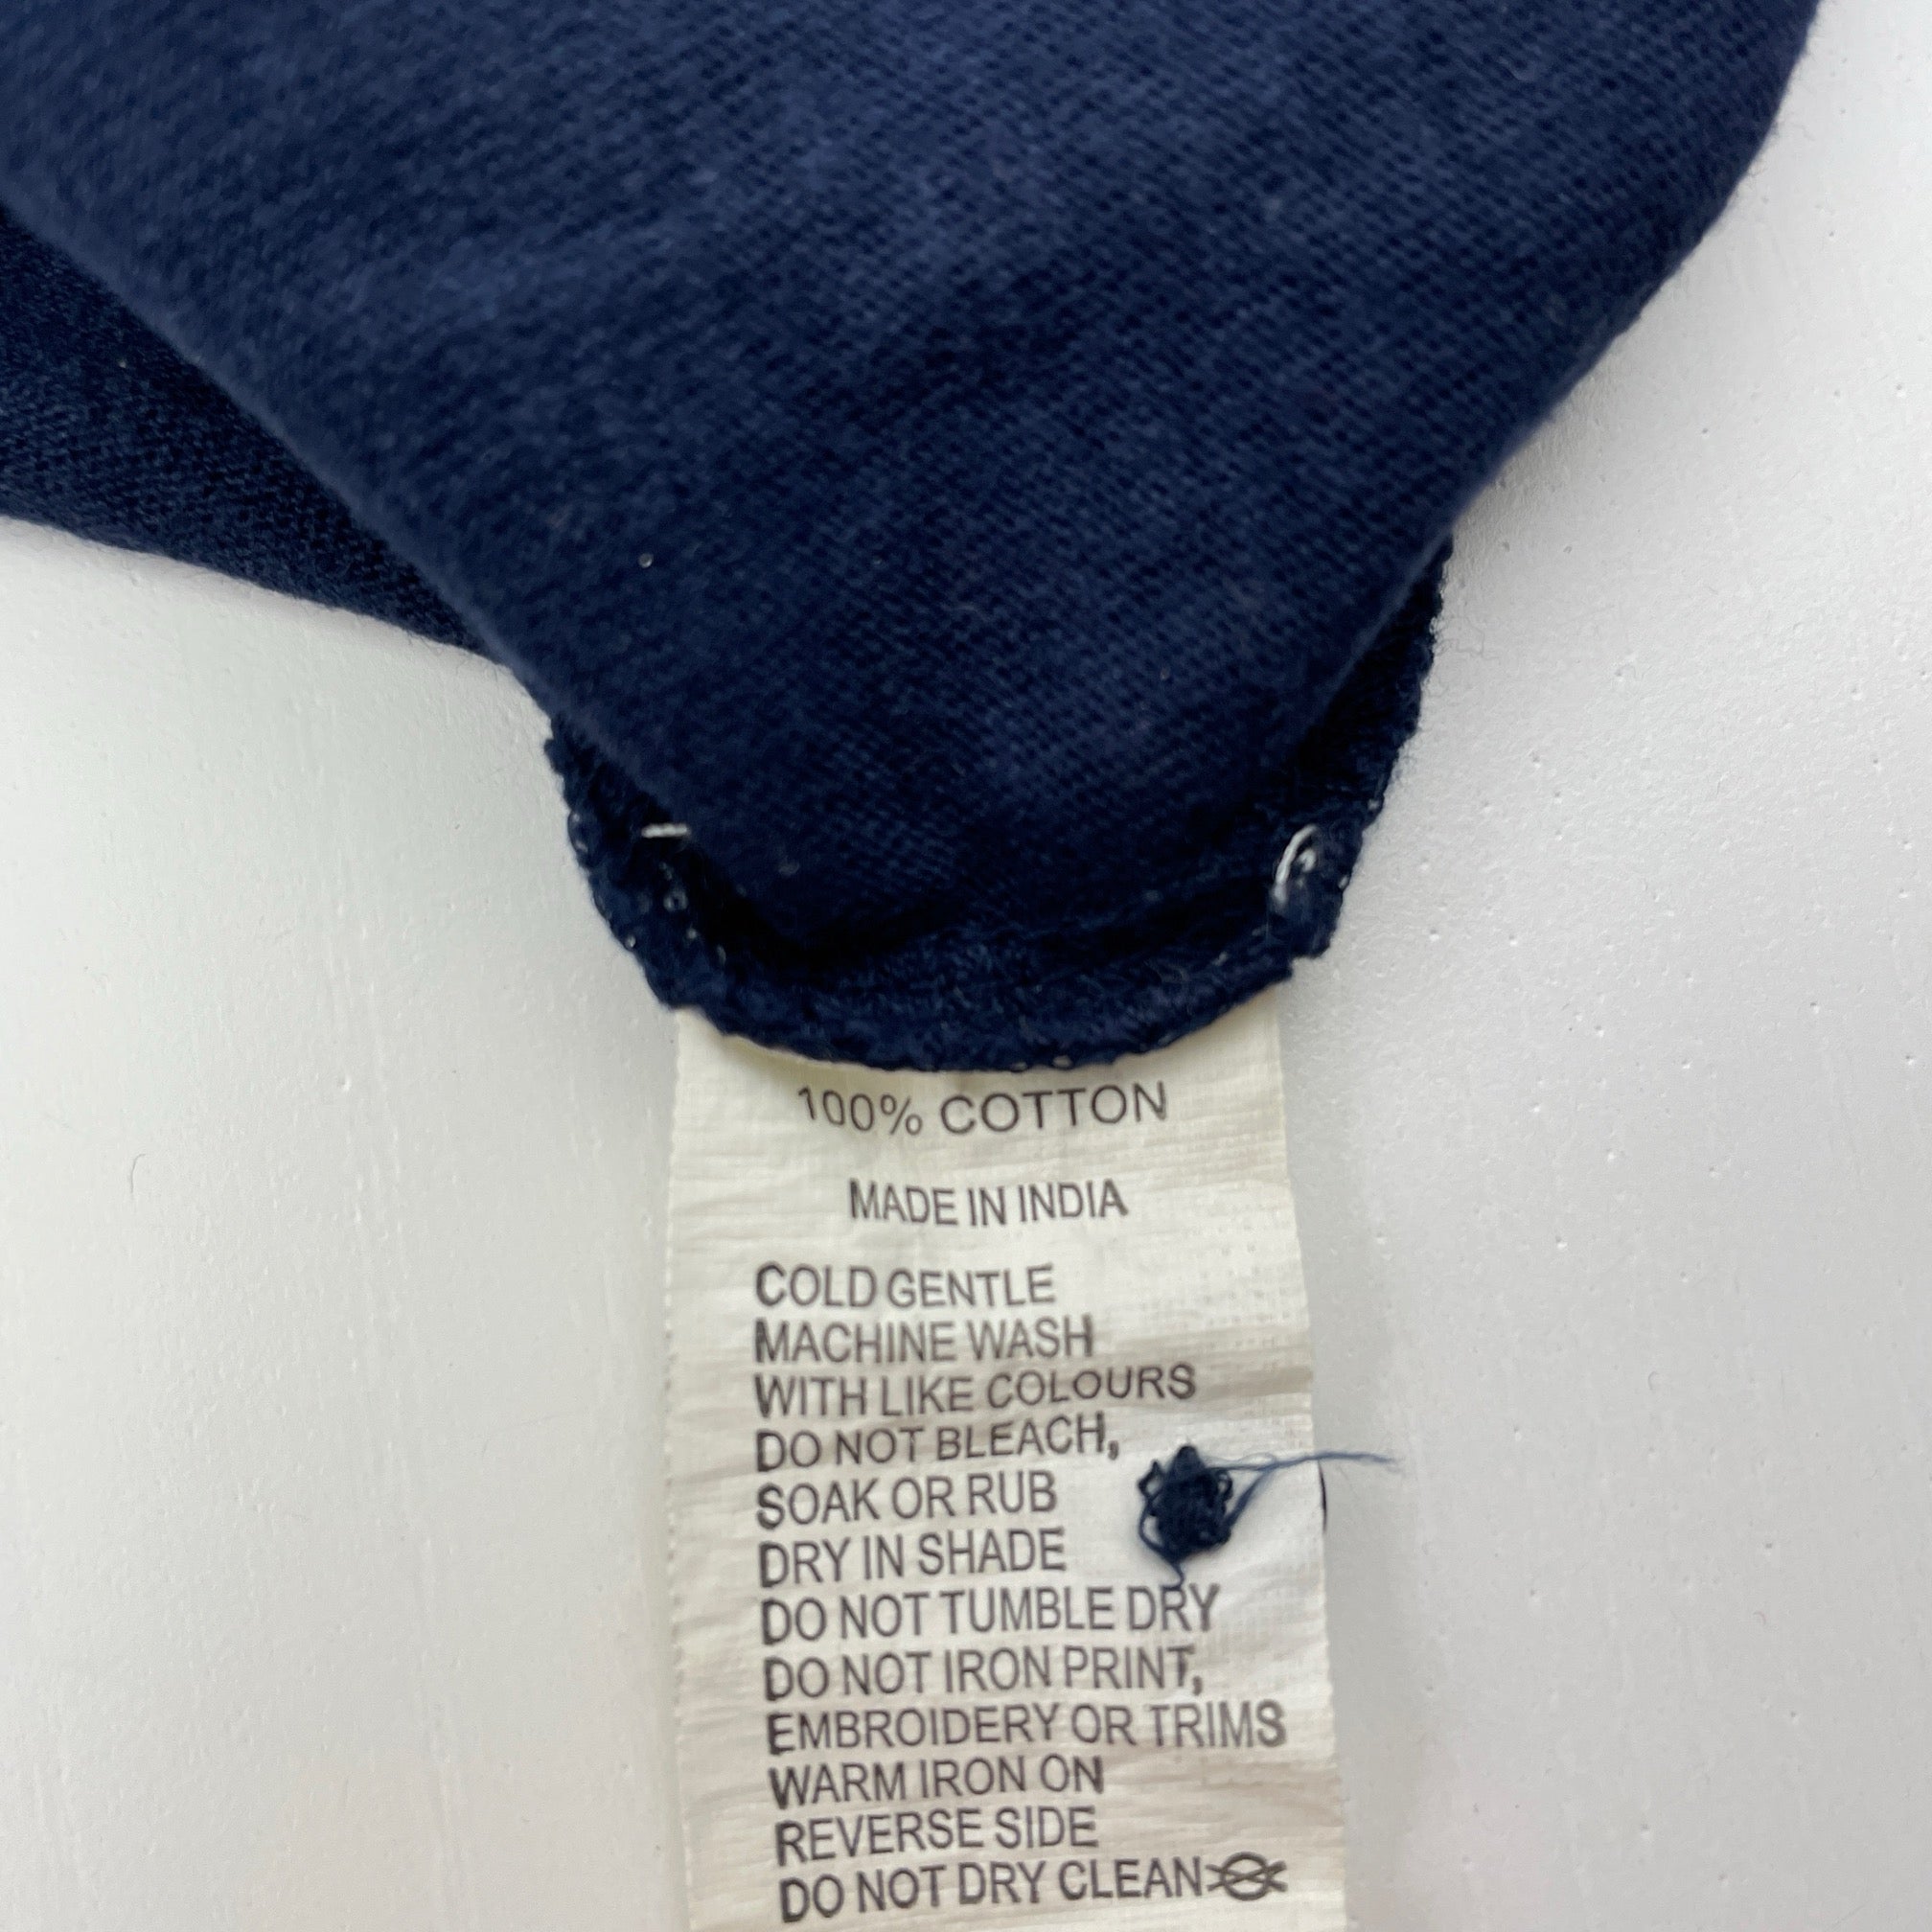 100% COTTON
MADE IN INDIA
COLD GENTLE
MACHINE WASH
WITH LIKE COLOURS
DO NOT BLEACH,
SOAK OR RUB
DRY IN SHADE
DO NOT TUMBLE DRY
DO NOT IRON PRINT,
EMBROIDERY OR TRIMS
WARM IRON ON
REVERSE SIDE
DO NOT DRY CLEAN